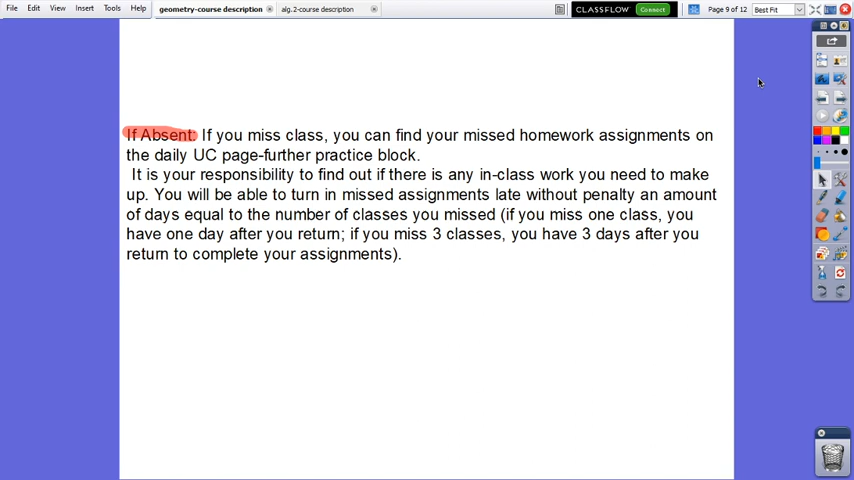 File Edit View Insert Tools Help geometry-course description alg.2-course description CLASSFLOW Connect Page 9 of 12 Best Fit
If Absent: If you miss class, you can find your missed homework assignments on
the daily UC page-further practice block.
It is your responsibility to find out if there is any in-class work you need to make
up. You will be able to turn in missed assignments late without penalty an amount
of days equal to the number of classes you missed (if you miss one class, you
have one day after you return; if you miss 3 classes, you have 3 days after you
return to complete your assignments).